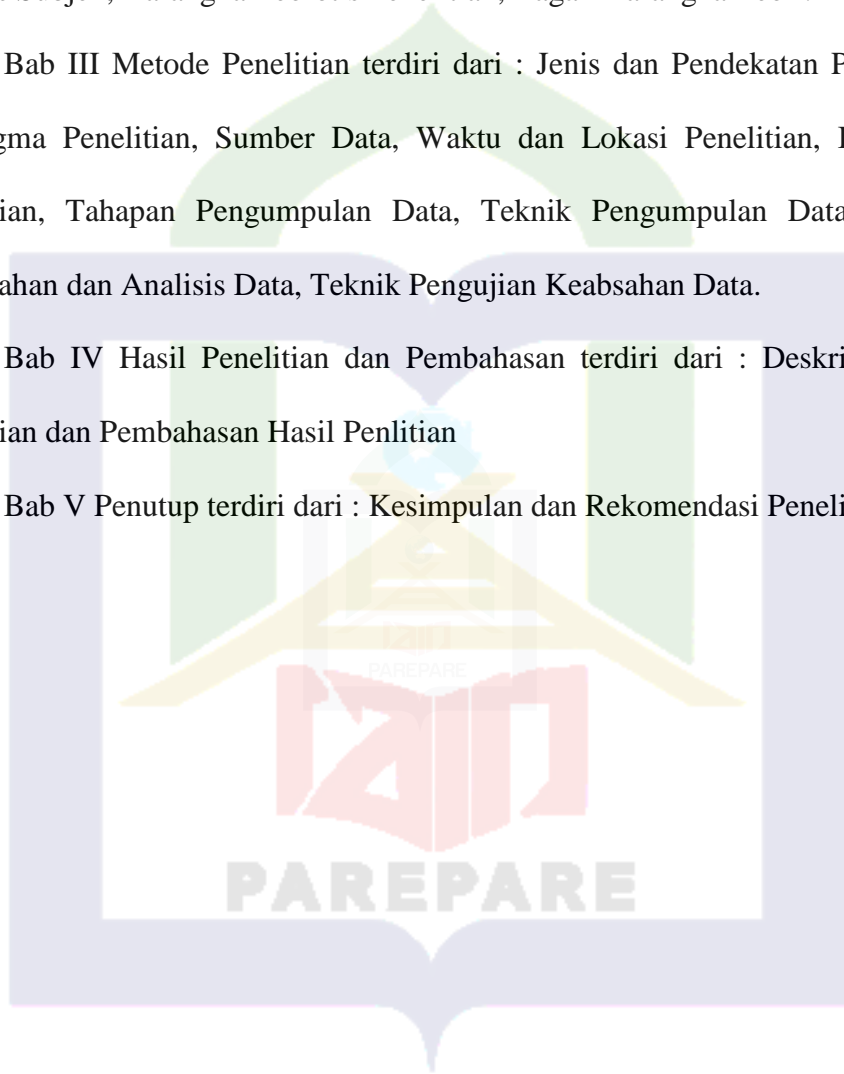 Bab III Metode Penelitian terdiri dari : Jenis dan Pendekatan P
gma Penelitian, Sumber Data, Waktu dan Lokasi Penelitian,
ian, Tahapan Pengumpulan Data, Teknik Pengumpulan Data
ahan dan Analisis Data, Teknik Pengujian Keabsahan Data.
Bab IV Hasil Penelitian dan Pembahasan terdiri dari : Deskri
ian dan Pembahasan Hasil Penlitian
Bab V Penutup terdiri dari : Kesimpulan dan Rekomendasi Peneli
iain
PAREPARE
iain
PAREPARE